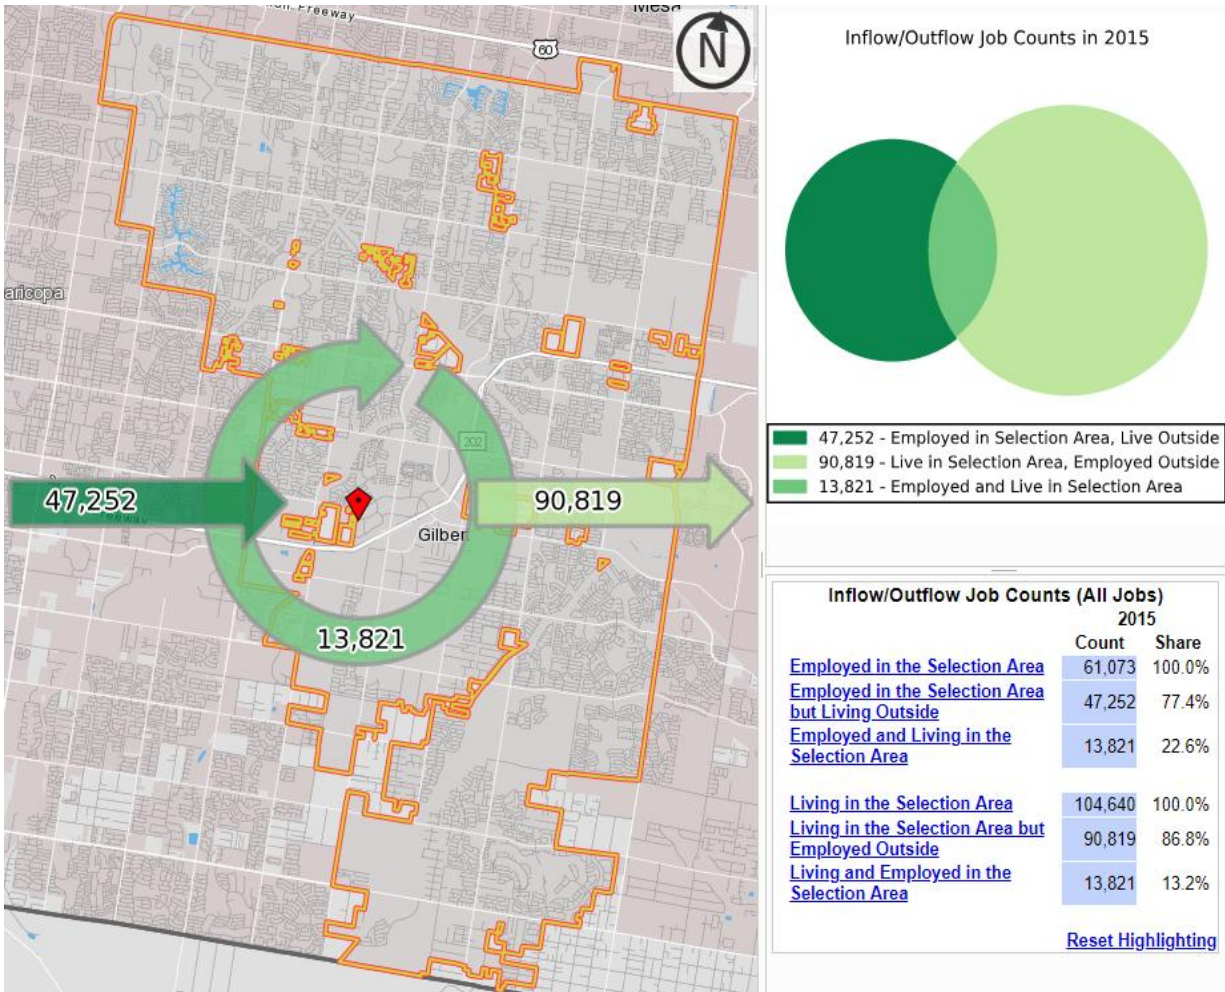 Mesa
Freeway
60
N
aricopa
202
47,252
90,819
eeway
Gilber
13,821
Inflow/Outflow Job Counts in 2015
47,252 - Employed in Selection Area, Live Outside
90,819 - Live in Selection Area, Employed Outside
13,821 - Employed and Live in Selection Area
Inflow/Outflow Job Counts (All Jobs)
2015
Count Share
Employed in the Selection Area 61,073 100.0%
Employed in the Selection Area
but Living Outside 47,252 77.4%
Employed and Living in the
Selection Area 13,821 22.6%
Living in the Selection Area 104,640 100.0%
Living in the Selection Area but
Employed Outside 90,819 86.8%
Living and Employed in the
Selection Area 13,821 13.2%
Reset Highlighting